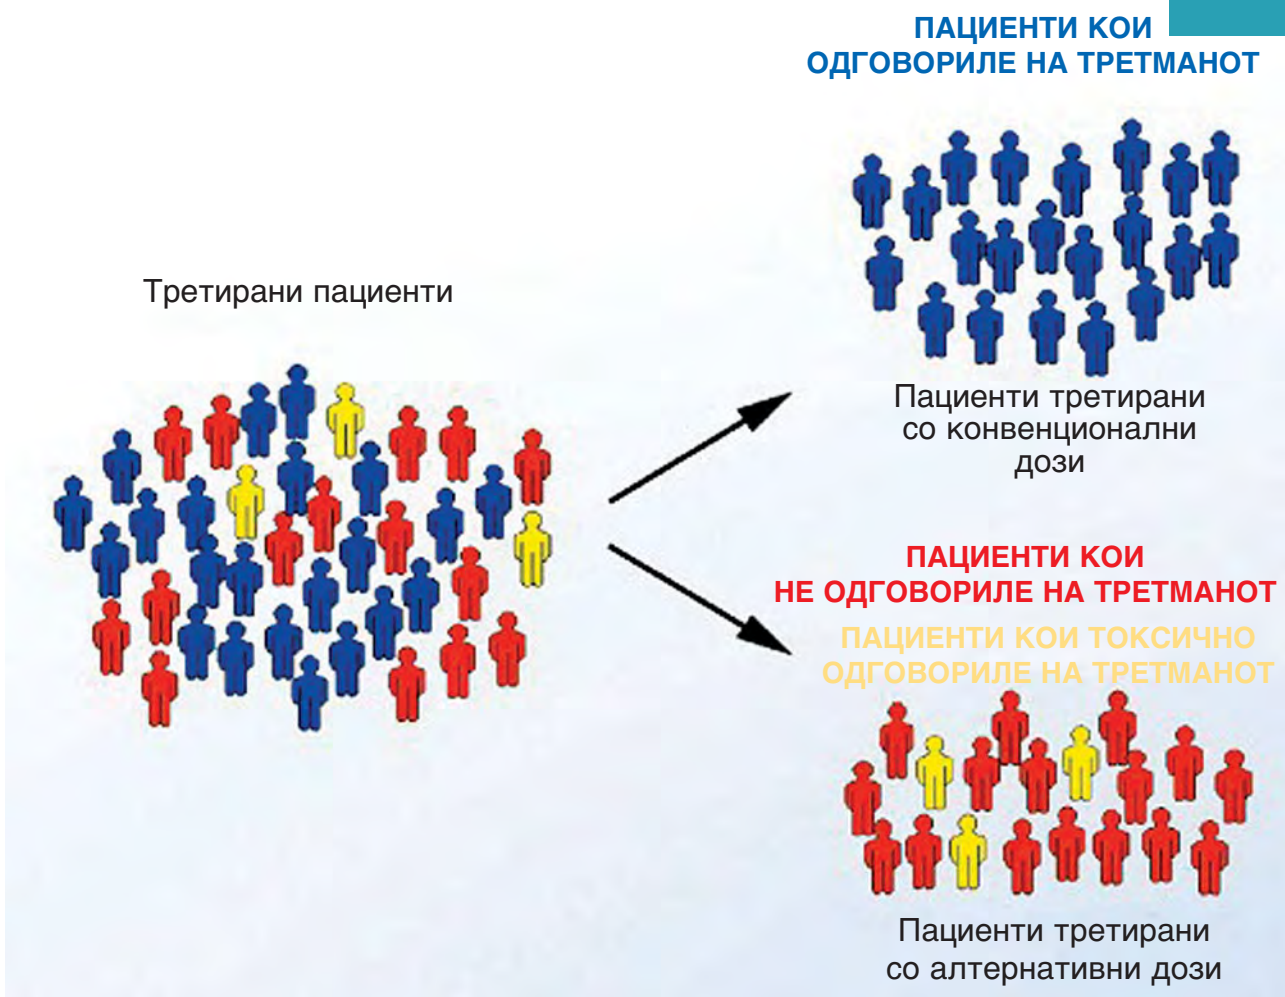 Третирани пациенти
ПАЦИЕНТИ КОИ
ОДГОВОРИЛЕ НА ТРЕТМАНОТ
Пациенти третирани
со конвенционални
дози
ПАЦИЕНТИ КОИ
НЕ ОДГОВОРИЛЕ НА ТРЕТМАНОТ
ПАЦИЕНТИ КОИ ТОКСИЧНО
ОДГОВОРИЛЕ НА ТРЕТМАНОТ
Пациенти третирани
со алтернативни дози